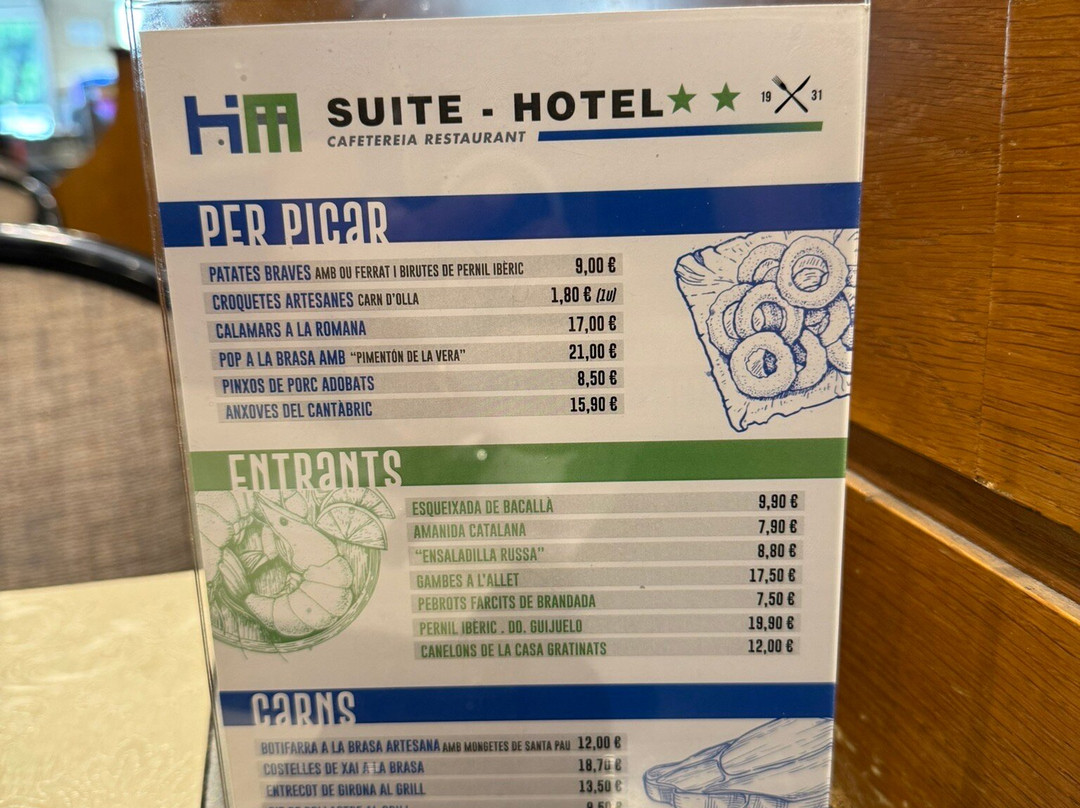 HM SUITE - HOTEL 19 31
CAFETEREIA RESTAURANT
PER PICAR
PATATES BRAVES AMB OU FERRAT I BIRUTES DE PERNIL IBÈRIC 9,00 €
CROQUETES ARTESANES CARN D'OLLA 1,80 € (1U)
CALAMARS A LA ROMANA 17,00 €
POP A LA BRASA AMB "PIMENTÓN DE LA VERA" 21,00 €
PINXOS DE PORC ADOBATS 8,50 €
ANXOVES DEL CANTÀBRIC 15,90 €
ENTRANTS
ESQUEIXADA DE BACALLÀ 9,90 €
AMANIDA CATALANA 7,90 €
"ENSALADILLA RUSSA" 8,80 €
GAMBES A L'ALLET 17,50 €
PEBROTS FARCITS DE BRANDADA 7,50 €
PERNIL IBERIC . DO. GUIJUELO 19,90 €
CANELONS DE LA CASA GRATINATS 12,00 €
CARNS
BOTIFARRA A LA BRASA ARTESANA AMB MONGETES DE SANTA PAU 12,00 €
COSTELLES DE XAI A LA BRASA 18,70 €
ENTRECOT DE GIRONA AL GRILL 13,50 €